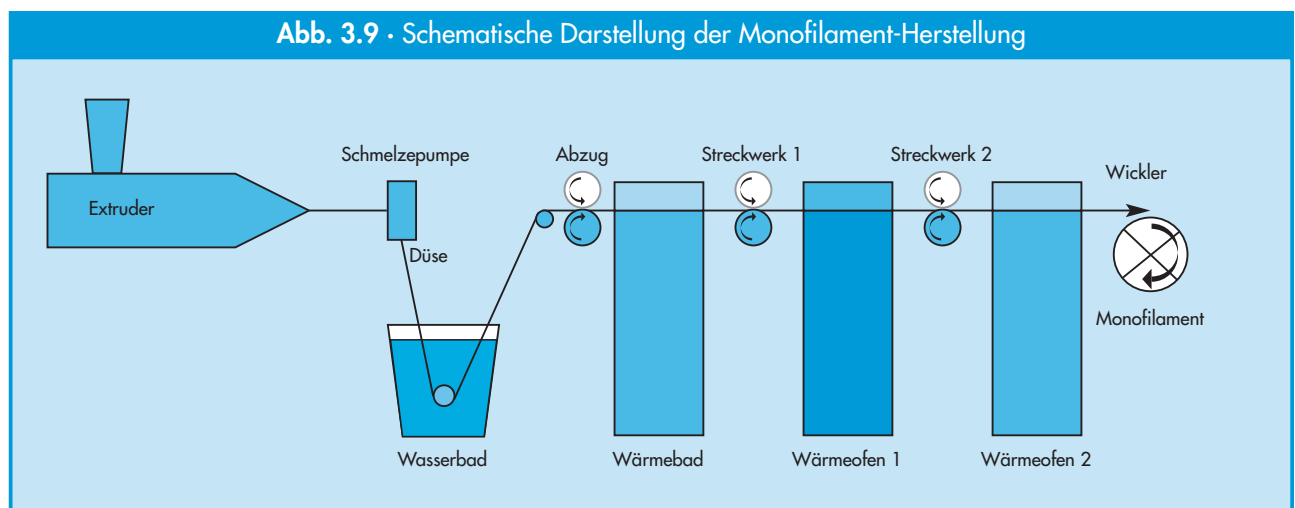 Abb. 3.9 · Schematische Darstellung der Monofilament-Herstellung
Schmelzepumpe
Abzug
Streckwerk 1
Streckwerk 2
Wickler
Extruder
Düse
Monofilament
Wasserbad
Wärmebad
Wärmeofen 1
Wärmeofen 2